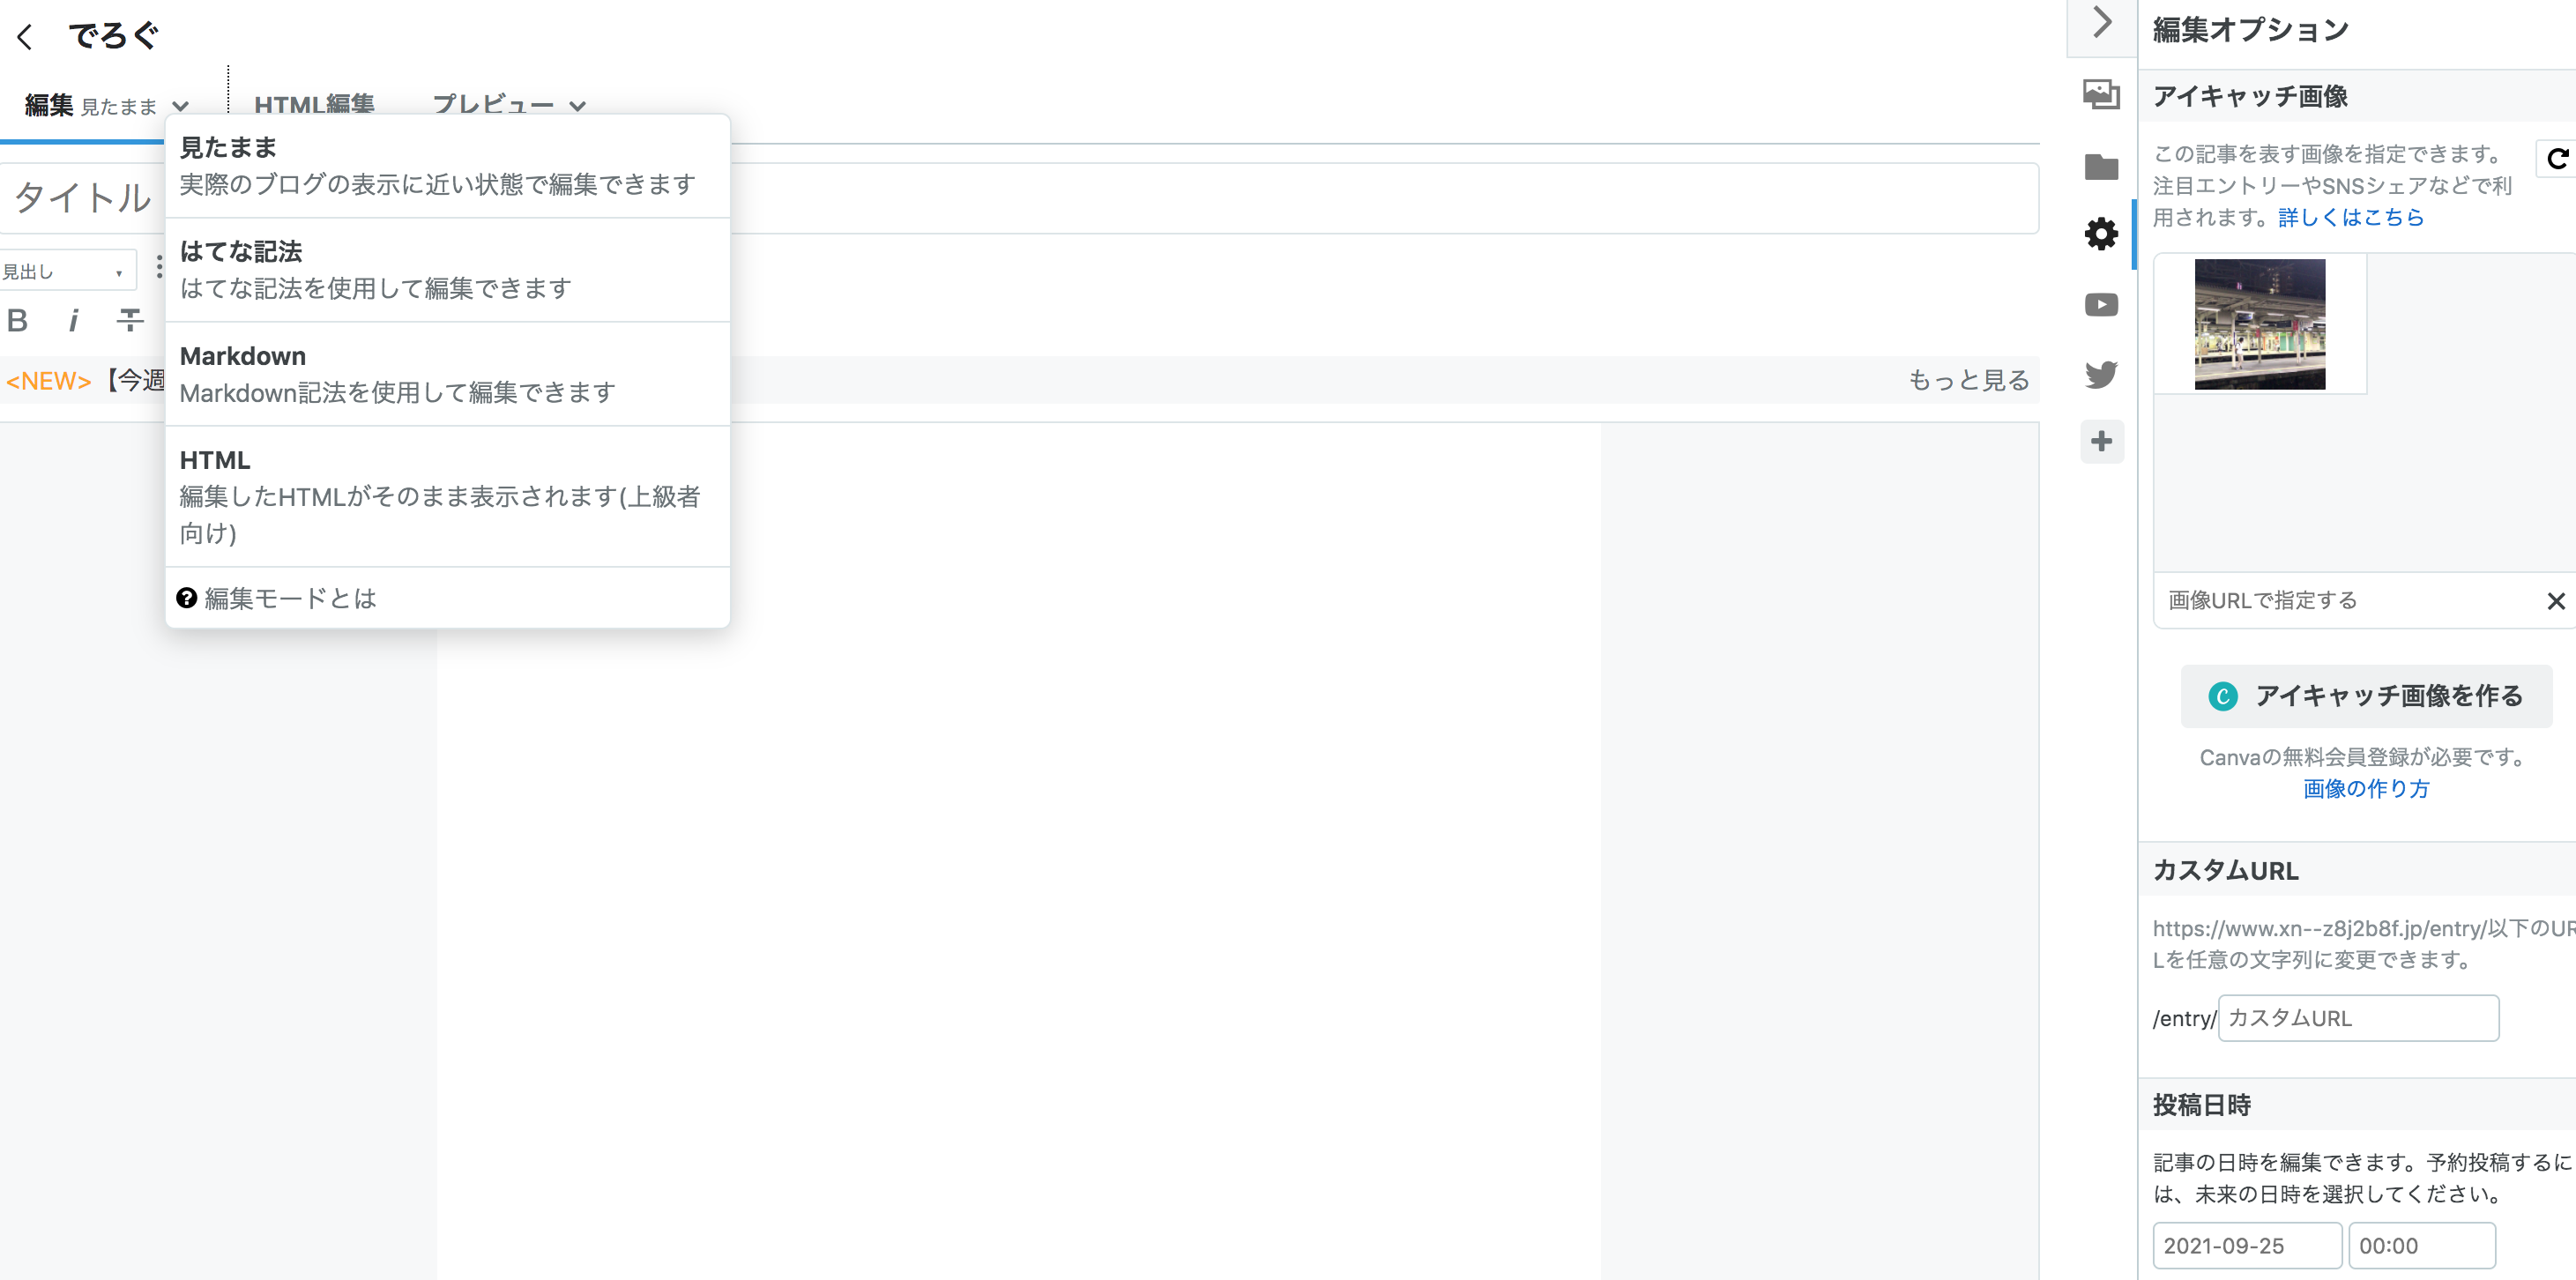 でろぐ
編集 見たまま
HTML編集
プレビュー
見たまま
実際のブログの表示に近い状態で編集できます
はてな記法
はてな記法を使用して編集できます
Markdown
Markdown記法を使用して編集できます
HTML
編集したHTMLがそのまま表示されます(上級者
向け)
編集モードとは
タイトル
見出し
B i T
<NEW>【今週
もっと見る
編集オプション
アイキャッチ画像
この記事を表す画像を指定できます。
注目エントリーやSNSシェアなどで利
用されます。詳しくはこちら
画像URLで指定する
アイキャッチ画像を作る
Canvaの無料会員登録が必要です。
画像の作り方
カスタムURL
https://www.xn--z8j2b8f.jp/entry/以下のUR
Lを任意の文字列に変更できます。
/entry/ カスタムURL
投稿日時
記事の日時を編集できます。予約投稿するに
は、未来の日時を選択してください。
2021-09-25 00:00